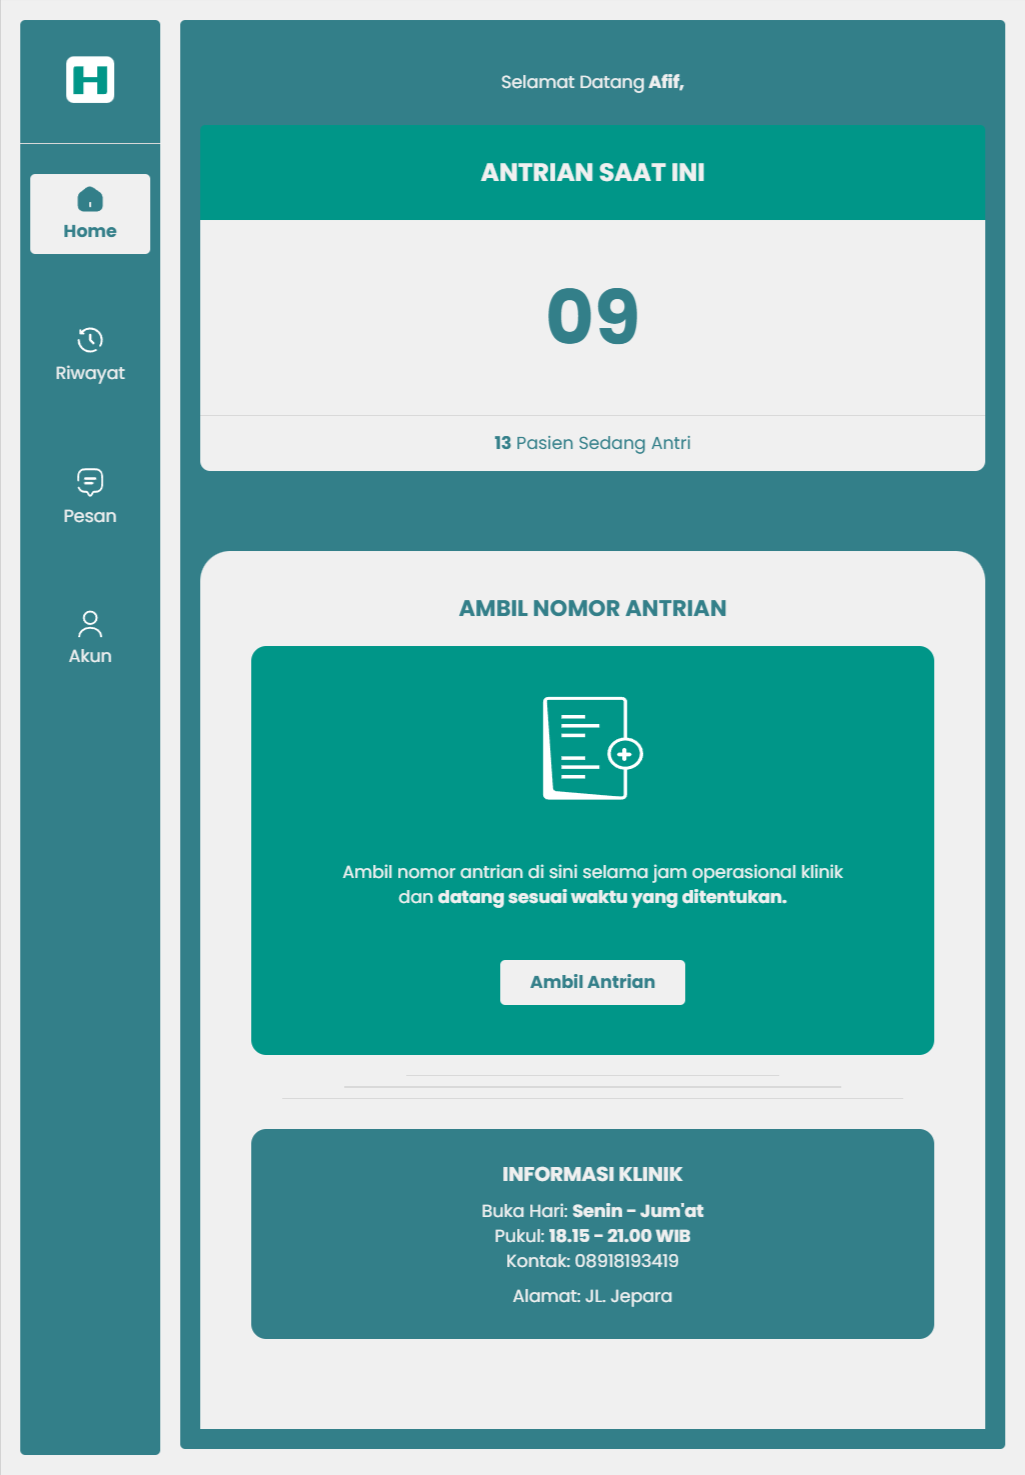 H
Home
Riwayat
Pesan
Akun
Selamat Datang Afif,
ANTRIAN SAAT INI
09
13 Pasien Sedang Antri
AMBIL NOMOR ANTRIAN
Ambil nomor antrian di sini selama jam operasional klinik
dan datang sesuai waktu yang ditentukan.
Ambil Antrian
INFORMASI KLINIK
Buka Hari: Senin - Jum'at
Pukul: 18.15 - 21.00 WIB
Kontak: 08918193419
Alamat: JL. Jepara